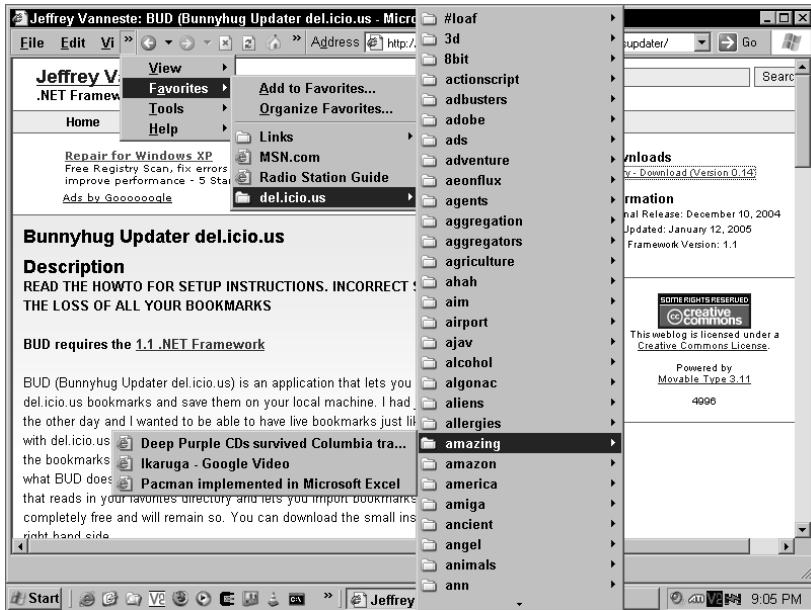 Jeffrey Vanneste: BUD (Bunnyhug Updater del.icio.us - Micro
File Edit Vi » » Address http:/ supdater/ Go
Jeffrey V
.NET Framew
Searc
Home
View
Favorites
Tools
Help
Add to Favorites...
Organize Favorites...
Links
MSN.com
Radio Station Guide
del.icio.us
#loaf
3d
8bit
actionscript
adbusters
adobe
ads
adventure
aeonflux
agents
aggregation
aggregators
agriculture
ahah
aim
airport
ajav
alcohol
algonac
aliens
allergies
amazing
amazon
america
amiga
ancient
angel
animals
ann
Deep Purple CDs survived Columbia tra...
Ikaruga - Google Video
Pacman implemented in Microsoft Excel
Repair for Windows XP
Free Registry Scan, fix errors
improve performance - 5 Star
Ads by Goooooogle
Bunnyhug Updater del.icio.us
Description
READ THE HOWTO FOR SETUP INSTRUCTIONS. INCORRECT S
THE LOSS OF ALL YOUR BOOKMARKS
BUD requires the 1.1 .NET Framework
BUD (Bunnyhug Updater del.icio.us) is an application that lets you
del.icio.us bookmarks and save them on your local machine. I had
the other day and I wanted to be able to have live bookmarks just lik
with del.icio.us
the bookmarks
what BUD does
that reads in your favorites directory and lets you import bookmarks
completely free and will remain so. You can download the small ins
right hand side
wnloads
ry - Download (Version 0.14)
rmation
nal Release: December 10, 2004
Updated: January 12, 2005
Framework Version: 1.1
SOME RIGHTS RESERVED
cc creative commons
This weblog is licensed under a
Creative Commons License.
Powered by
Movable Type 3.11
4996
Start » Jeffrey 9:05 PM